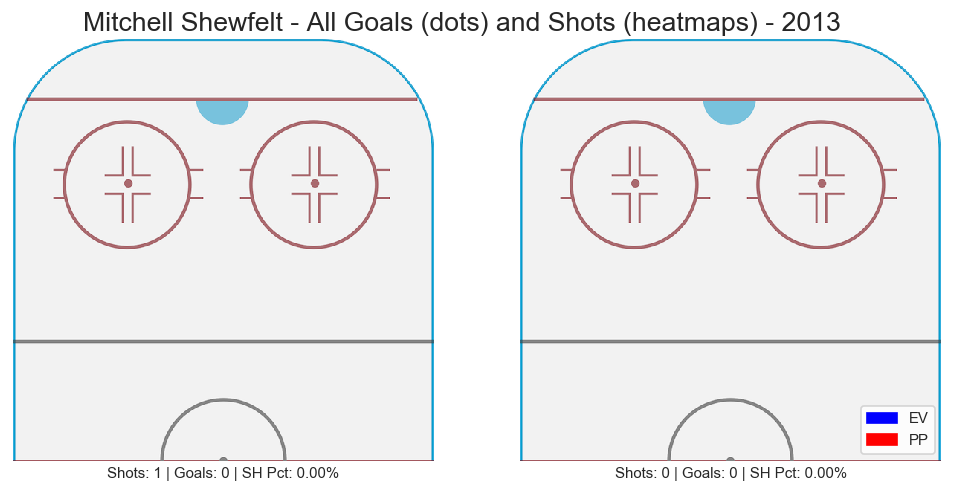 Mitchell Shewfelt - All Goals (dots) and Shots (heatmaps) - 2013
EV
PP
Shots: 1 | Goals: 0 | SH Pct: 0.00%
Shots: 0 | Goals: 0 | SH Pct: 0.00%